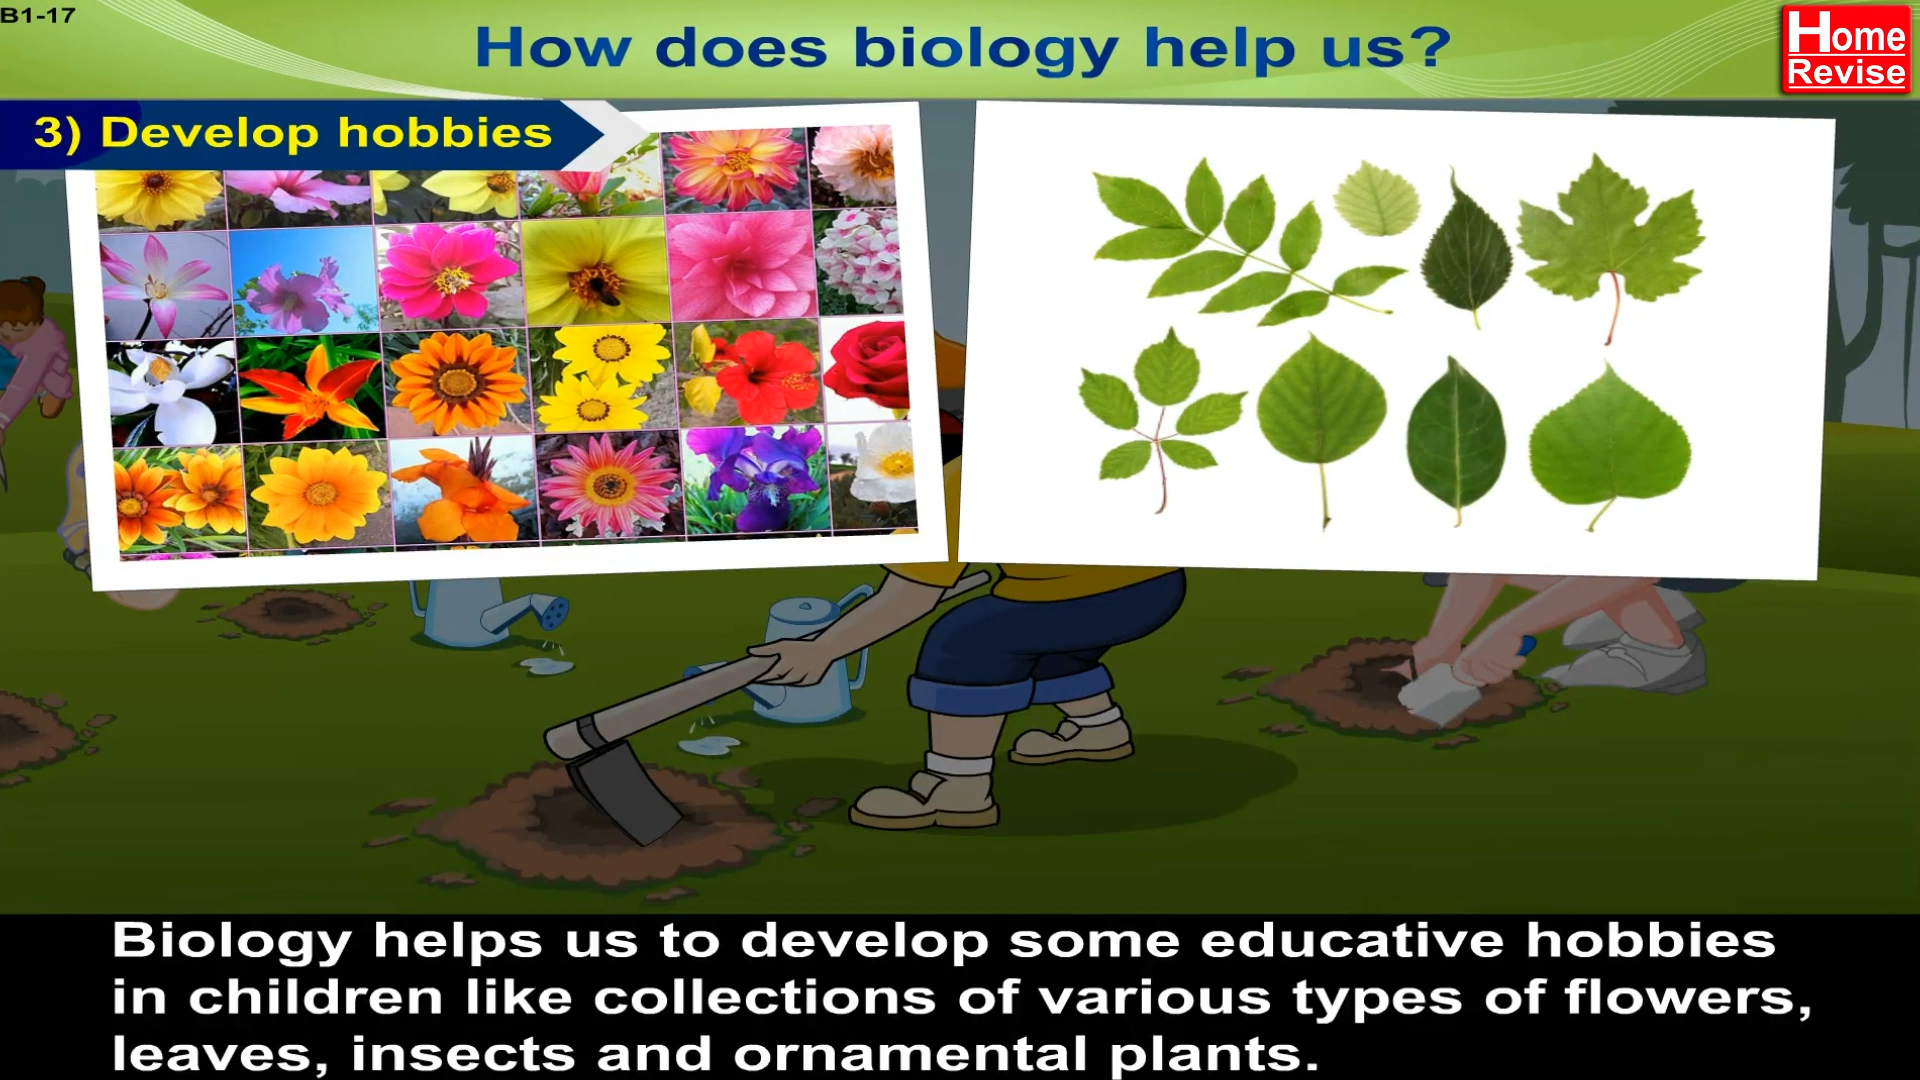 B1-17
How does biology help us?
Home
Revise
3) Develop hobbies
Biology helps us to develop some educative hobbies
in children like collections of various types of flowers,
leaves, insects and ornamental plants.